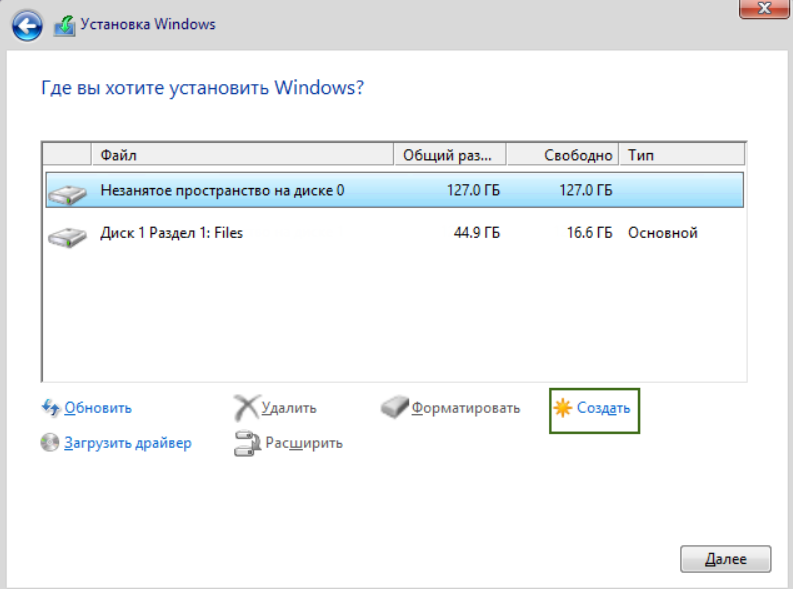 Установка Windows
Где вы хотите установить Windows?
Файл Общий раз... Свободно Тип
Незанятое пространство на диске 0 127.0 ГБ 127.0 ГБ
Диск 1 Раздел 1: Files 44.9 ГБ 16.6 ГБ Основной
Обновить Удалить Форматировать Создать
Загрузить драйвер Расширить
Далее